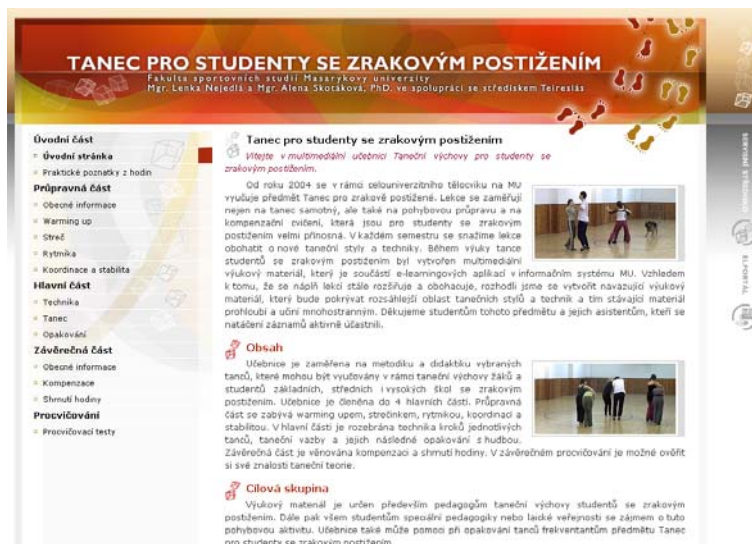 TANEC PRO STUDENTY SE ZRAKOVÝM POSTIŽENÍM
Fakulta sportovních studií Masarykovy univerzity
Mgr. Lenka Nejedlá a Mgr. Alena Skotáková, PhD. ve spolupráci se střediskem Teiresiás
Úvodní část
Úvodní stránka
Praktické poznatky z hodin
Průpravná část
Obecné informace
Warming up
Streč
Rytmika
Koordinace a stabilita
Hlavní část
Technika
Tanec
Opakování
Závěrečná část
Obecné informace
Kompenzace
Shrnutí hodiny
Procvičování
Procvičovací testy
Tanec pro studenty se zrakovým postižením
Vítejte v multimediální učebnici Taneční výchovy pro studenty se
zrakovým postižením.
Od roku 2004 se v rámci celouniverzitního tělocviku na MU
vyučuje předmět Tanec pro zrakově postižené. Lekce se zaměřují
nejen na tanec samotný, ale také na pohybovou průpravu a na
kompenzační cvičení, která jsou pro studenty se zrakovým
postižením velmi přínosná. V každém semestru se snažíme lekce
obohatit o nové taneční styly a techniky. Během výuky tance
studentů se zrakovým postižením byl vytvořen multimediální
výukový materiál, který je součástí e-learningových aplikací v informačním systému MU. Vzhledem
k tomu, že se náplň lekcí stále rozšiřuje a obohacuje, rozhodli jsme se vytvořit navazující výukový
materiál, který bude pokrývat rozsáhlejší oblast tanečních stylů a technik a tím stávající materiál
prohloubí a učiní mnohostranným. Děkujeme studentům tohoto předmětu a jejich asistentům, kteří se
natáčení záznamů aktivně účastnili.
Obsah
Učebnice je zaměřena na metodiku a didaktiku vybraných
tanců, které mohou být vyučovány v rámci taneční výchovy žáků a
studentů základních, středních i vysokých škol se zrakovým
postižením. Učebnice je členěna do 4 hlavních částí. Průpravná
část se zabývá warming upem, strečinkem, rytmikou, koordinací a
stabilitou. V hlavní části je rozebrána technika kroků jednotlivých
tanců, taneční vazby a jejich následné opakování s hudbou.
Závěrečná část je věnována kompenzaci a shrnutí hodiny. V závěrečném procvičování je možné ověřit
si své znalosti taneční teorie.
Cílová skupina
Výukový materiál je určen především pedagogům taneční výchovy studentů se zrakovým
postižením. Dále pak všem studentům speciální pedagogiky nebo laické veřejnosti se zájmem o tuto
pohybovou aktivitu. Učebnice také může pomoci při opakování tanců frekventantům předmětu Tanec
pro studenty se zrakovým postižením.
SERVISNÍ STŘEDISKO
ELPORTÁL